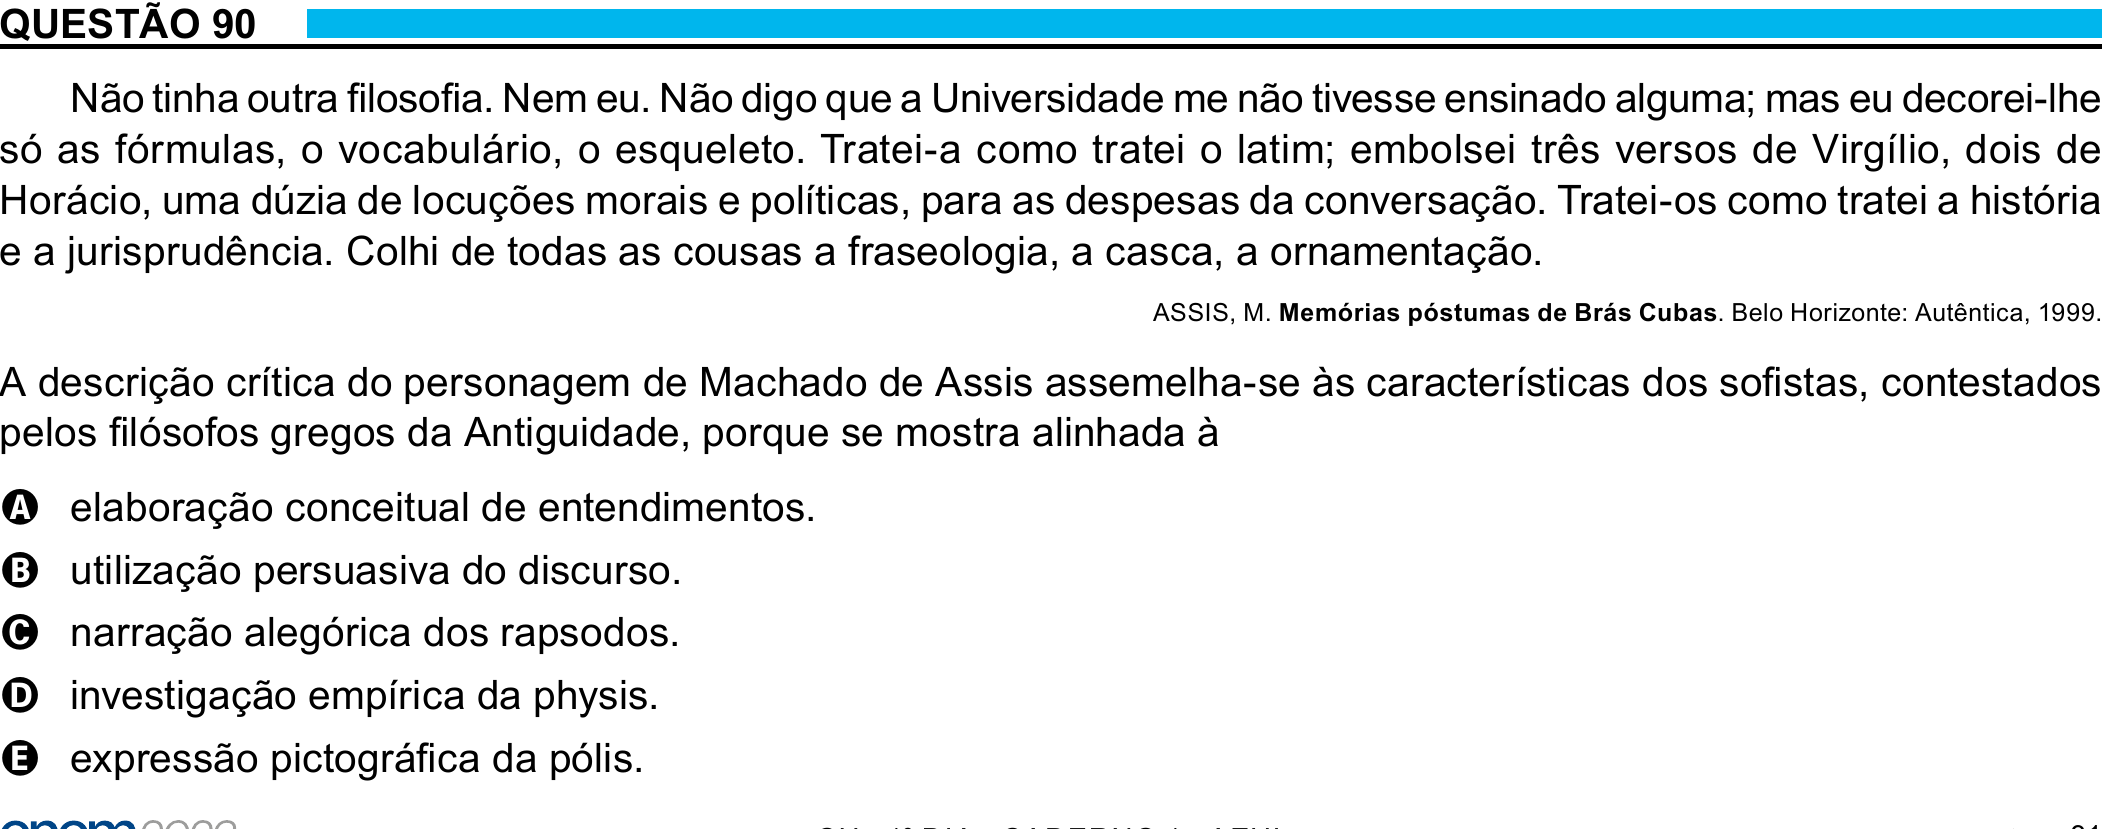 QUESTÃO 90
Não tinha outra filosofia. Nem eu. Não digo que a Universidade me não tivesse ensinado alguma; mas eu decorei-lhe
só as fórmulas, o vocabulário, o esqueleto. Tratei-a como tratei o latim; embolsei três versos de Virgílio, dois de
Horácio, uma dúzia de locuções morais e políticas, para as despesas da conversação. Tratei-os como tratei a história
e a jurisprudência. Colhi de todas as cousas a fraseologia, a casca, a ornamentação.
ASSIS, M. Memórias póstumas de Brás Cubas. Belo Horizonte: Autêntica, 1999.
A descrição crítica do personagem de Machado de Assis assemelha-se às características dos sofistas, contestados
pelos filósofos gregos da Antiguidade, porque se mostra alinhada à
A elaboração conceitual de entendimentos.
B utilização persuasiva do discurso.
C narração alegórica dos rapsodos.
D investigação empírica da physis.
E expressão pictográfica da pólis.